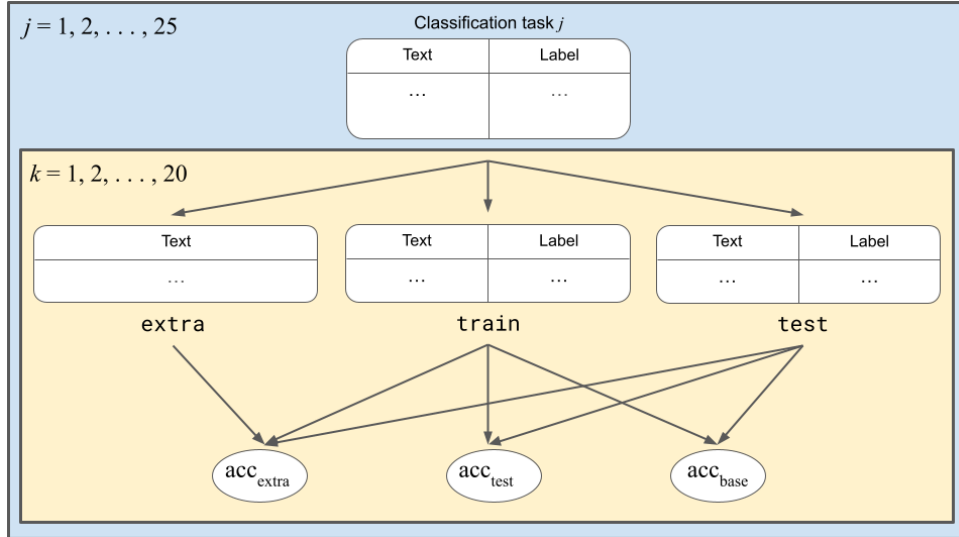 j = 1, 2, . . . , 25
Classification task j
Text Label
... ...
k = 1, 2, . . . , 20
Text Text Label Text Label
... ... ... ... ...
extra train test
acc_extra acc_test acc_base